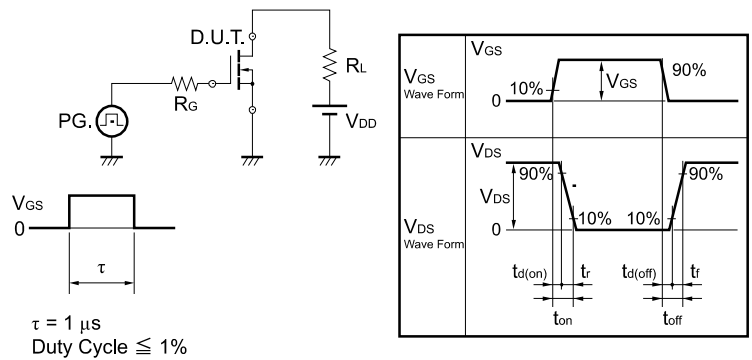 D.U.T.
RL
RG
PG.
VDD
VGS
0
τ
τ = 1 μs
Duty Cycle ≦ 1%
VGS
Wave Form
VGS
10%
0
VGS
90%
VDS
Wave Form
VDS
90%
VDS
0
10%
10%
90%
td(on)
tr
td(off)
tf
ton
toff